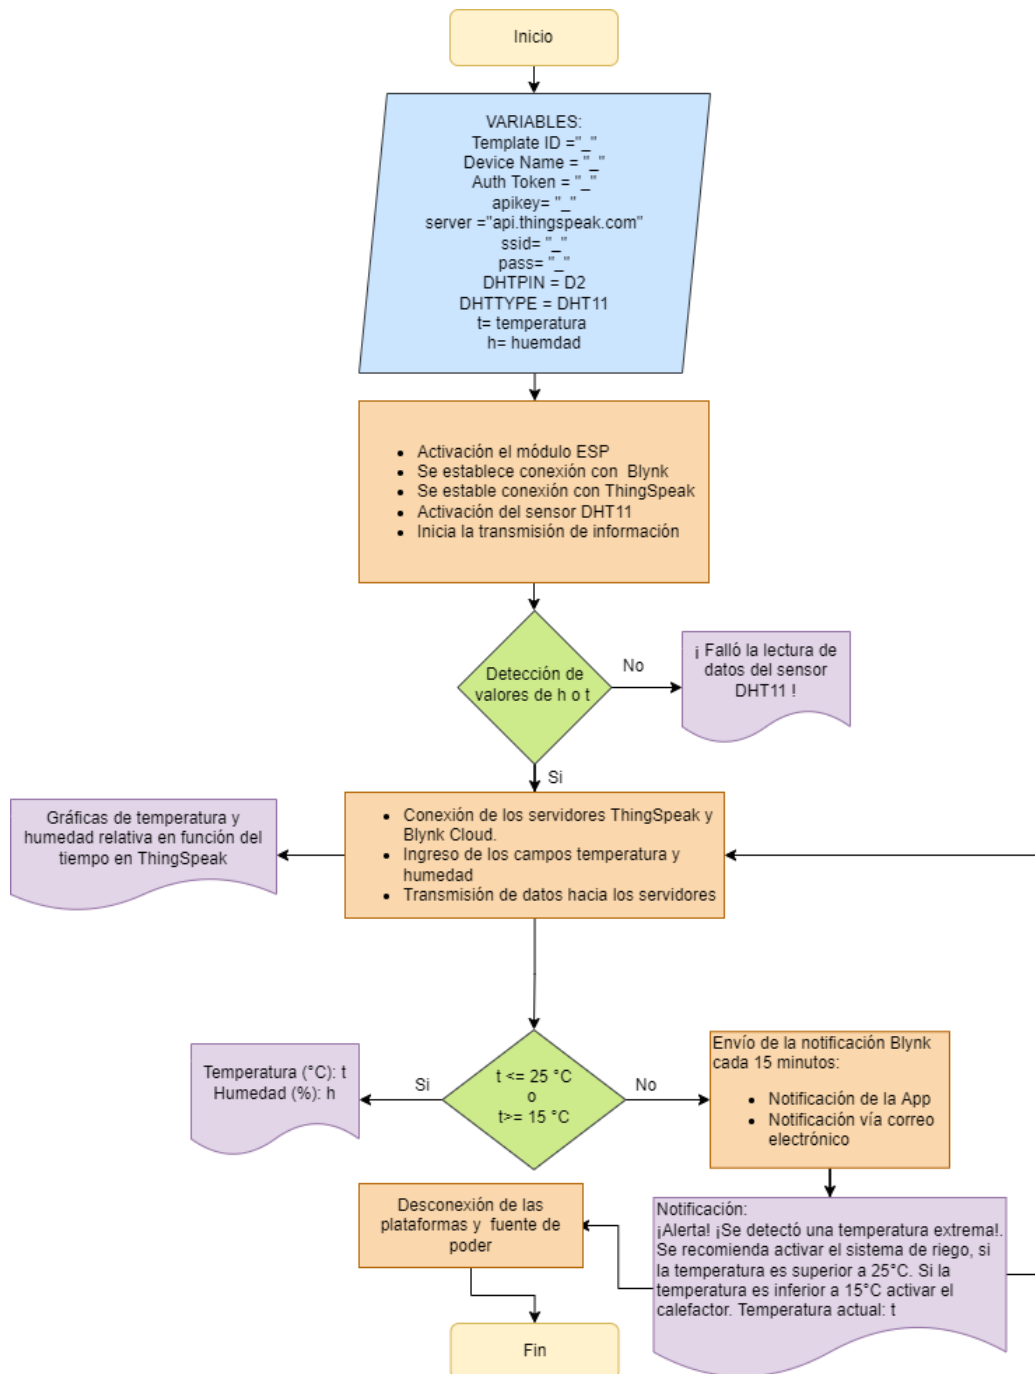 Inicio
VARIABLES:
Template ID ="_"
Device Name = "_"
Auth Token = "_"
apikey= "_"
server ="api.thingspeak.com"
ssid= "_"
pass= "_"
DHTPIN = D2
DHTTYPE = DHT11
t= temperatura
h= huemdad
• Activación el módulo ESP
• Se establece conexión con Blynk
• Se estable conexión con ThingSpeak
• Activación del sensor DHT11
• Inicia la transmisión de información
Detección de
valores de h o t
No
¡ Falló la lectura de
datos del sensor
DHT11 !
Si
• Conexión de los servidores ThingSpeak y
Blynk Cloud.
• Ingreso de los campos temperatura y
humedad
• Transmisión de datos hacia los servidores
Gráficas de temperatura y
humedad relativa en función del
tiempo en ThingSpeak
t <= 25 °C
o
t>= 15 °C
Si
Temperatura (°C): t
Humedad (%): h
No
Envío de la notificación Blynk
cada 15 minutos:
• Notificación de la App
• Notificación vía correo
electrónico
Notificación:
¡Alerta! ¡Se detectó una temperatura extrema!.
Se recomienda activar el sistema de riego, si
la temperatura es superior a 25°C. Si la
temperatura es inferior a 15°C activar el
calefactor. Temperatura actual: t
Desconexión de las
plataformas y fuente de
poder
Fin